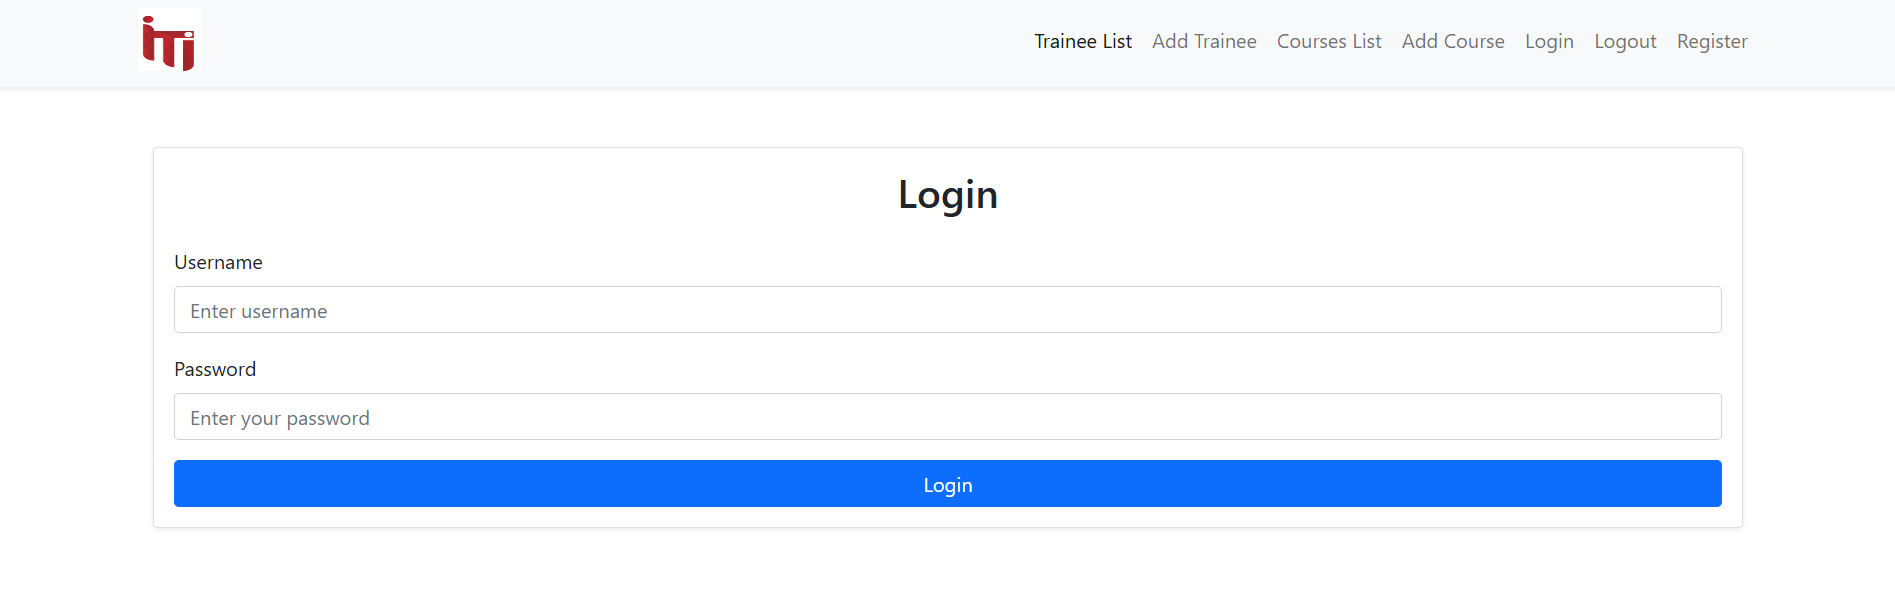 iTi
Trainee List Add Trainee Courses List Add Course Login Logout Register
Login
Username
Enter username
Password
Enter your password
Login